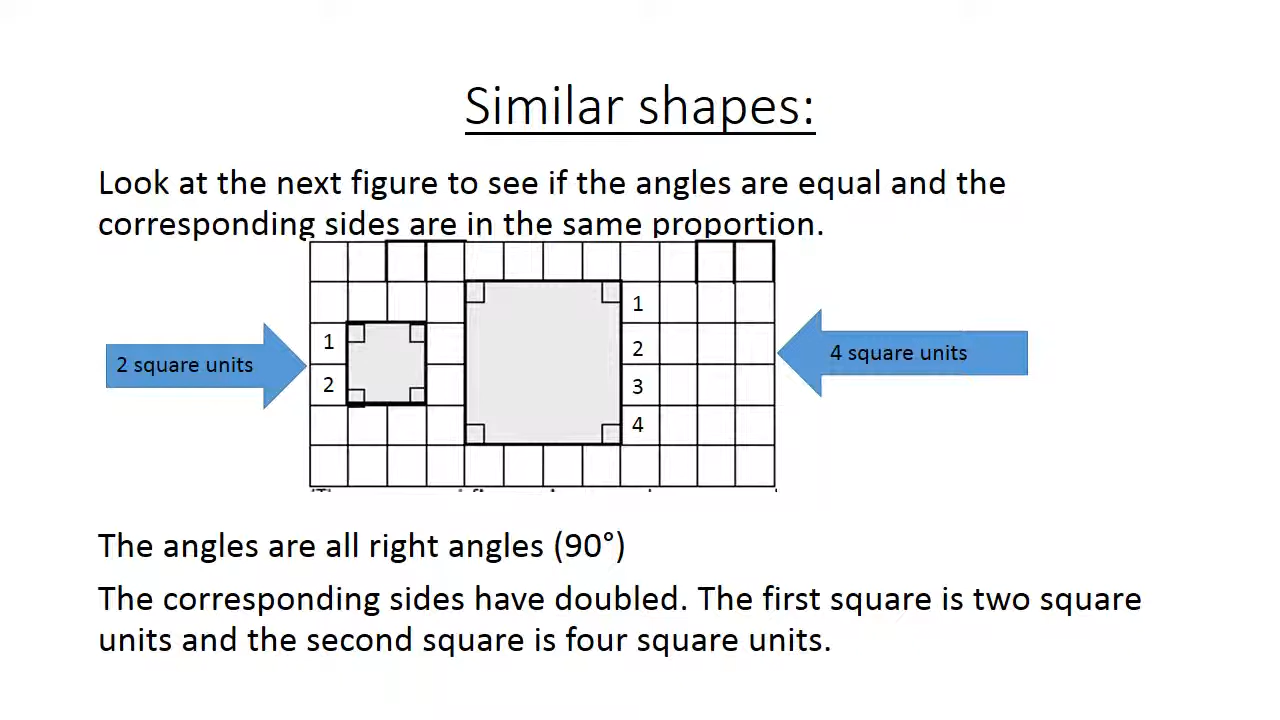 Similar shapes:
Look at the next figure to see if the angles are equal and the
corresponding sides are in the same proportion.
1
1
2
2 square units
2
3
4
4 square units
The angles are all right angles (90°)
The corresponding sides have doubled. The first square is two square
units and the second square is four square units.